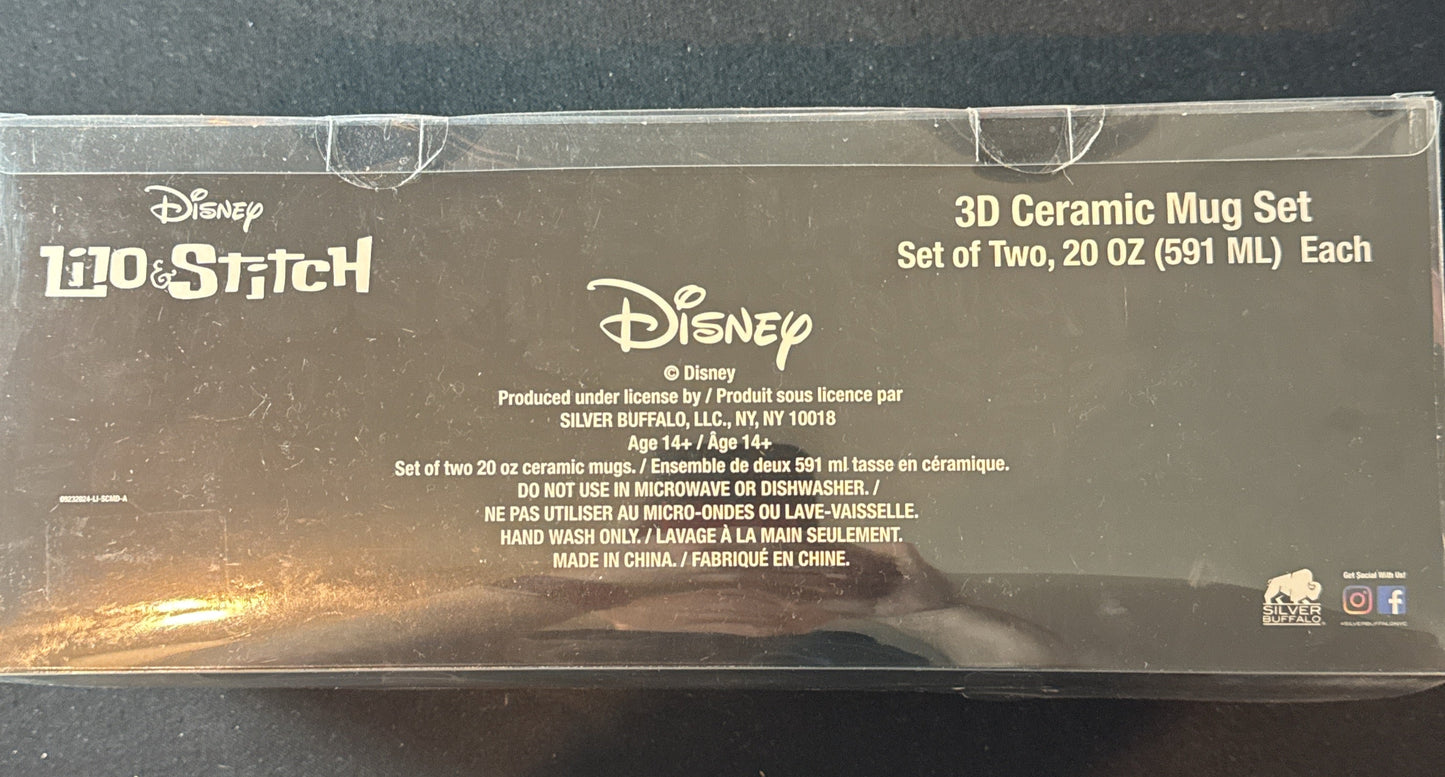 Disney
Lilo & Stitch
3D Ceramic Mug Set
Set of Two, 20 OZ (591 ML) Each
Disney
© Disney
Produced under license by / Produit sous licence par
SILVER BUFFALO, LLC., NY, NY 10018
Age 14+ / Âge 14+
Set of two 20 oz ceramic mugs. / Ensemble de deux 591 ml tasse en céramique.
DO NOT USE IN MICROWAVE OR DISHWASHER. /
NE PAS UTILISER AU MICRO-ONDES OU LAVE-VAISSELLE.
HAND WASH ONLY. / LAVAGE À LA MAIN SEULEMENT.
MADE IN CHINA. / FABRIQUÉ EN CHINE.
09232024-LI-SCMD-A
SILVER
BUFFALO
Get Social With Us!
#SILVERBUFFALONYC